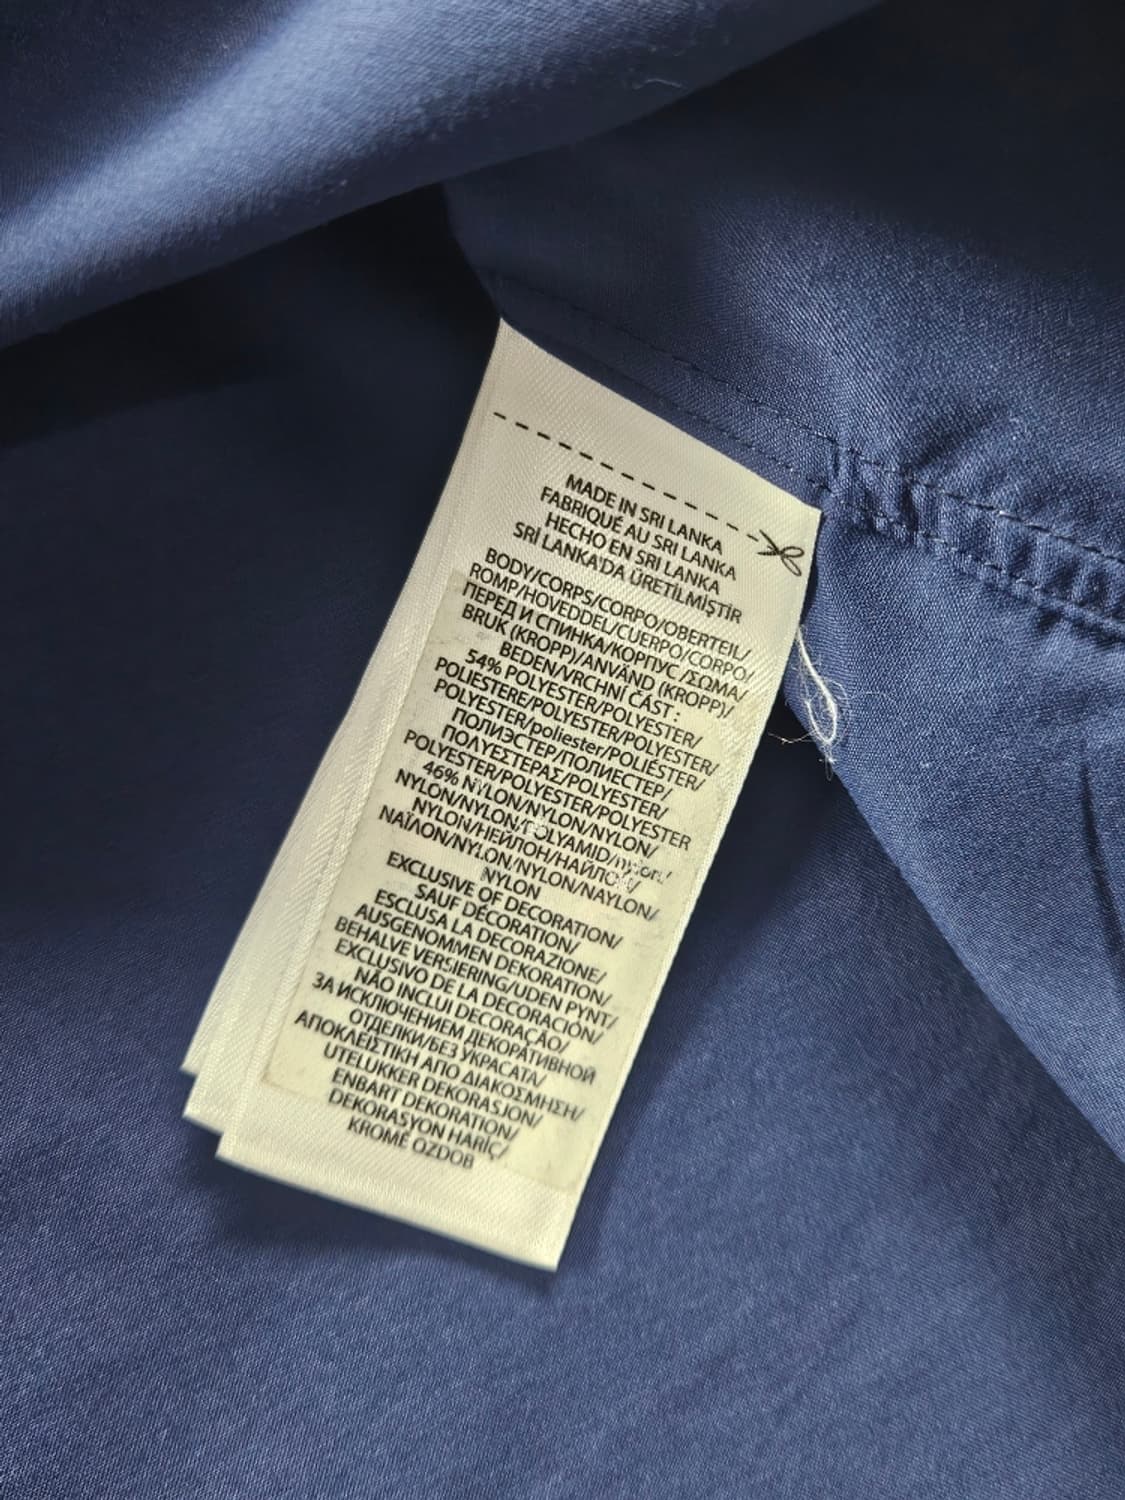 MADE IN SRI LANKA
FABRIQUÉ AU SRI LANKA
HECHO EN SRI LANKA
SRİ LANKA'DA ÜRETİLMİŞTİR
BODY/CORPS/CORPO/OBERTEIL/
ROMP/HOVEDDEL/CUERPO/CORPO/
ПЕРЕД И СПИНКА/КОРПУС /ΣΩΜΑ/
BRUK (KROPP)/ANVÄND (KROPP)/
BEDEN/VRCHNÍ ČÁST :
54% POLYESTER/POLYESTER/
POLIESTERE/POLYESTER/POLYESTER/
POLYESTER/poliester/POLIÉSTER/
ПОЛИЭСТЕР/ПОЛИЕСТЕР/
ΠΟΛΥΕΣΤΕΡΑΣ/POLYESTER/
POLYESTER/POLYESTER/POLYESTER
46% NYLON/NYLON/NYLON/
NYLON/NYLON/POLYAMID/nylon/
NYLON/НЕЙЛОН/НАЙЛОН/
ΝΑΪΛΟΝ/NYLON/NYLON/NAYLON/
NYLON
EXCLUSIVE OF DECORATION/
SAUF DÉCORATION/
ESCLUSA LA DECORAZIONE/
AUSGENOMMEN DEKORATION/
BEHALVE VERSIERING/UDEN PYNT/
EXCLUSIVO DE LA DECORACIÓN/
NÃO INCLUI DECORAÇÃO/
ЗА ИСКЛЮЧЕНИЕМ ДЕКОРАТИВНОЙ
ОТДЕЛКИ/БЕЗ УКРАСАТА/
ΑΠΟΚΛΕΙΣΤΙΚΗ ΑΠΟ ΔΙΑΚΟΣΜΗΣΗ/
UTELUKKER DEKORASJON/
ENBART DEKORATION/
DEKORASYON HARİÇ/
KROMĚ OZDOB